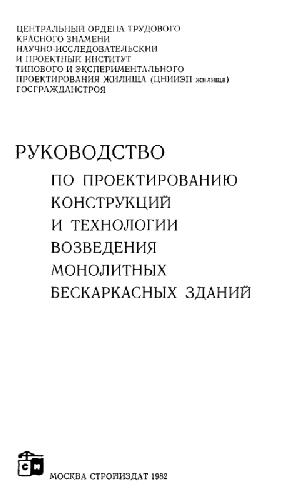 ЦЕНТРАЛЬНЫЙ ОРДЕНА ТРУДОВОГО
КРАСНОГО ЗНАМЕНИ
НАУЧНО-ИССЛЕДОВАТЕЛЬСКИЙ
И ПРОЕКТНЫЙ ИНСТИТУТ
ТИПОВОГО И ЭКСПЕРИМЕНТАЛЬНОГО
ПРОЕКТИРОВАНИЯ ЖИЛИЩА (ЦНИИЭП жилища)
ГОСГРАЖДАНСТРОЯ
РУКОВОДСТВО
ПО ПРОЕКТИРОВАНИЮ
КОНСТРУКЦИЙ
И ТЕХНОЛОГИИ
ВОЗВЕДЕНИЯ
МОНОЛИТНЫХ
БЕСКАРКАСНЫХ ЗДАНИЙ
С И
МОСКВА СТРОЙИЗДАТ 1982